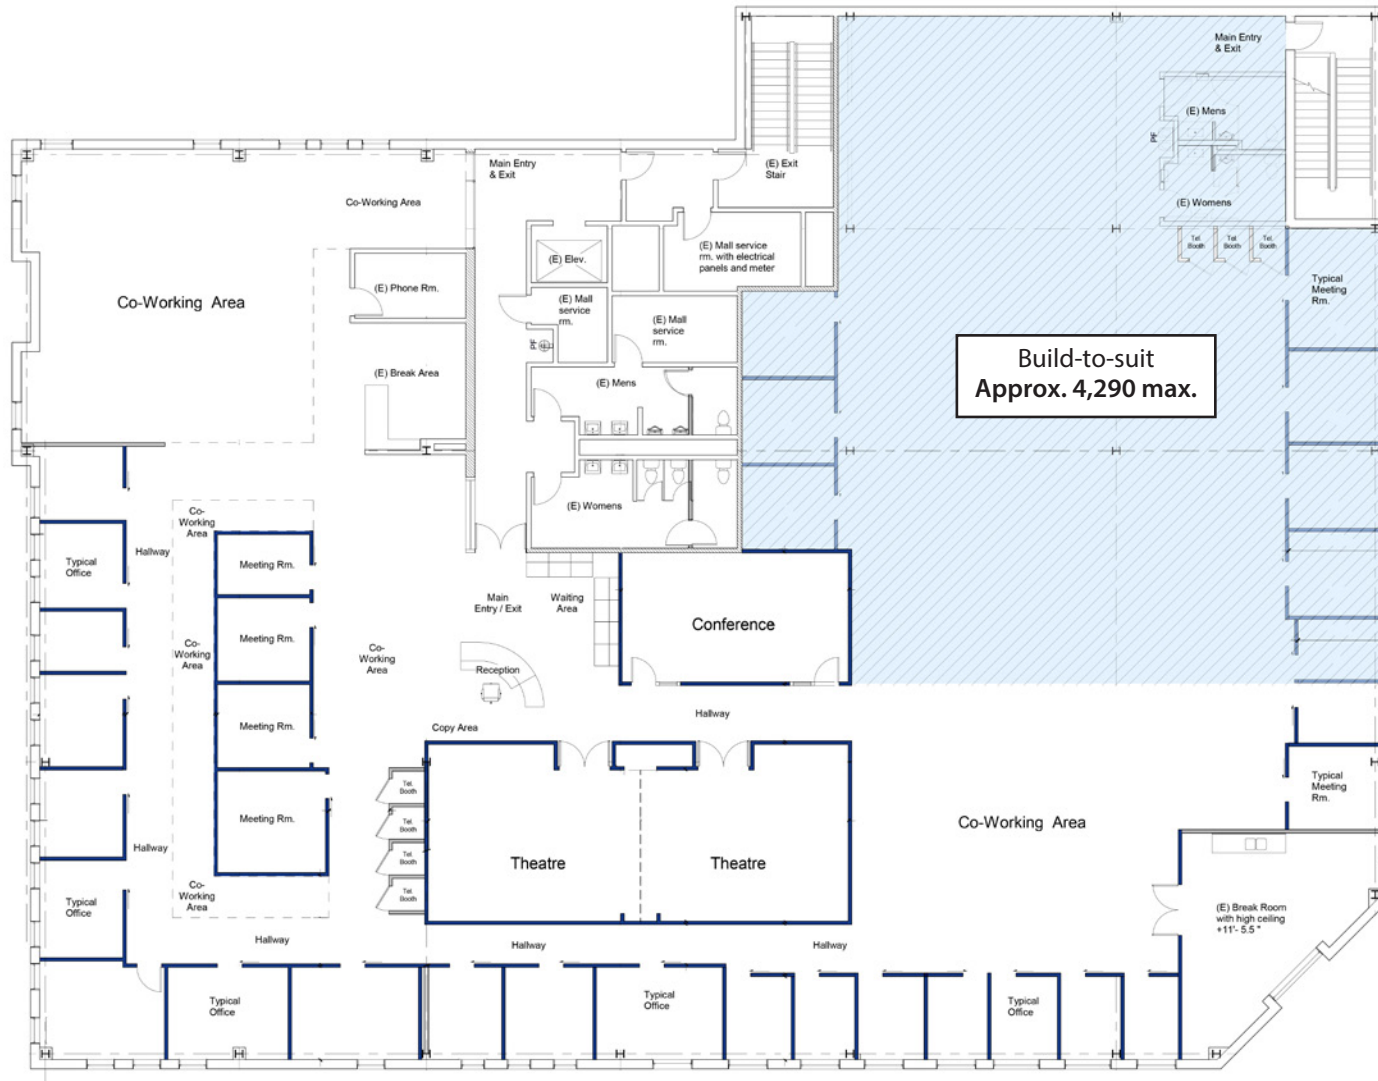 Main Entry
& Exit
(E) Mens
PF
(E) Womens
Tel.
Booth
Tel.
Booth
Tel.
Booth
Typical
Meeting
Rm.
Main Entry
& Exit
(E) Exit
Stair
Co-Working Area
(E) Elev.
(E) Mall service
rm. with electrical
panels and meter
(E) Phone Rm.
Co-Working Area
(E) Mall
service
rm.
(E) Mall
service
rm.
PF
Build-to-suit
Approx. 4,290 max.
(E) Break Area
(E) Mens
(E) Womens
Co-
Working
Area
Hallway
Typical
Office
Meeting Rm.
Main
Entry / Exit
Waiting
Area
Conference
Meeting Rm.
Co-
Working
Area
Co-
Working
Area
Reception
Meeting Rm.
Copy Area
Hallway
Tel.
Booth
Tel.
Booth
Tel.
Booth
Tel.
Booth
Typical
Meeting
Rm.
Meeting Rm.
Co-Working Area
Hallway
Theatre
Theatre
Co-
Working
Area
Typical
Office
(E) Break Room
with high ceiling
+11'- 5.5 "
Hallway
Hallway
Hallway
Typical
Office
Typical
Office
Typical
Office